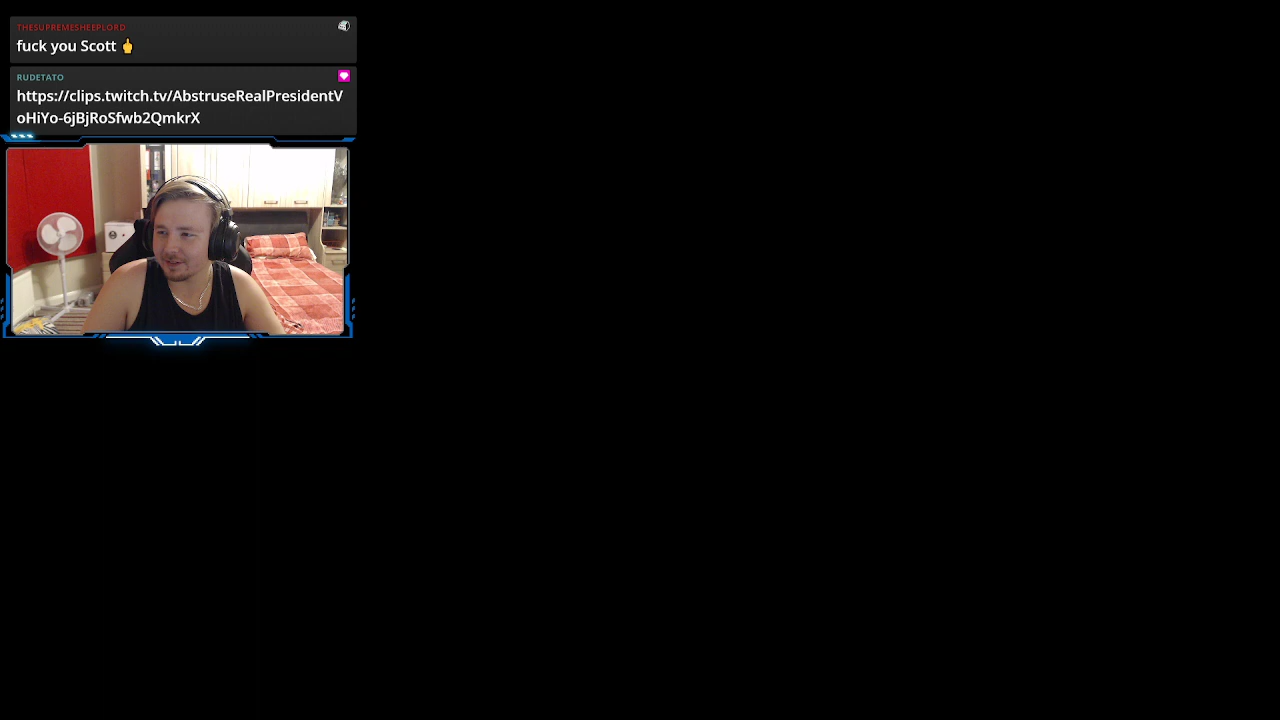 THESUPREMESHEEPLORD
fuck you Scott 🖕
RUDETATO
https://clips.twitch.tv/AbstruseRealPresidentV
oHiYo-6jBjRoSfwb2QmkrX